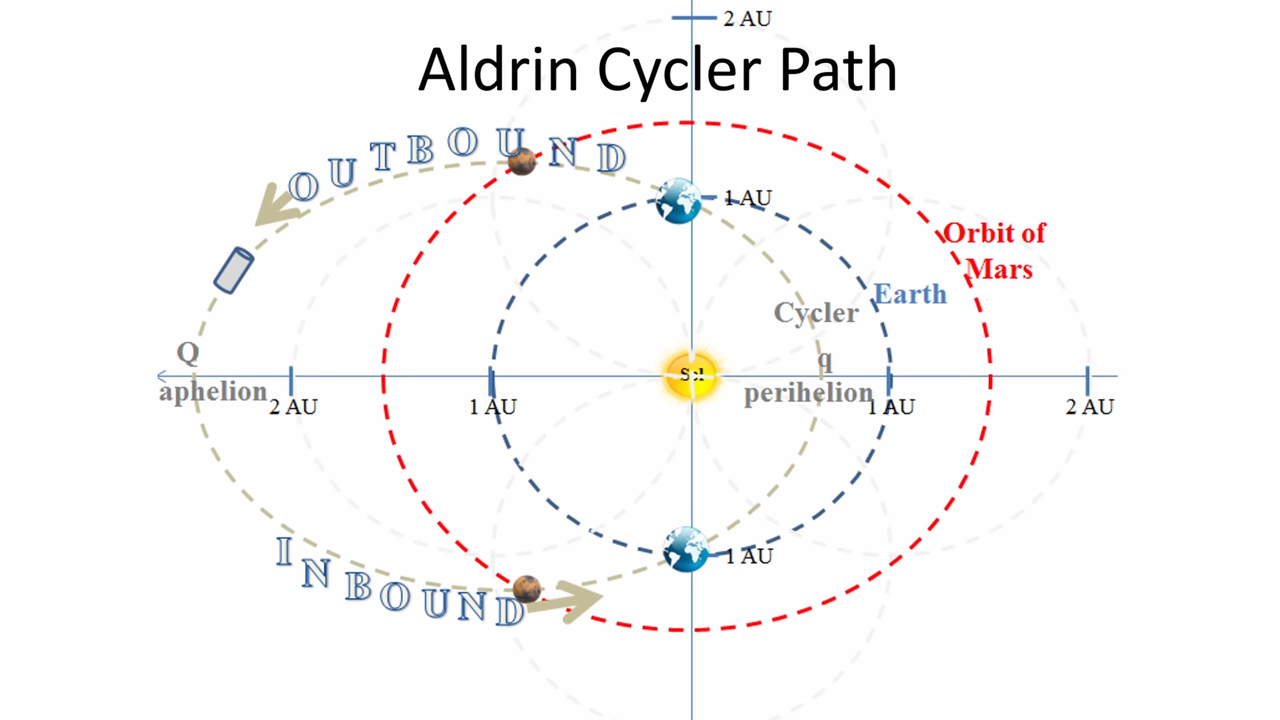 2 AU
Aldrin Cycler Path
OUTBOUND
1 AU
Orbit of
Mars
Earth
Cycler
Q
q
Sol
aphelion
perihelion
2 AU
1 AU
1 AU
2 AU
1 AU
INBOUND